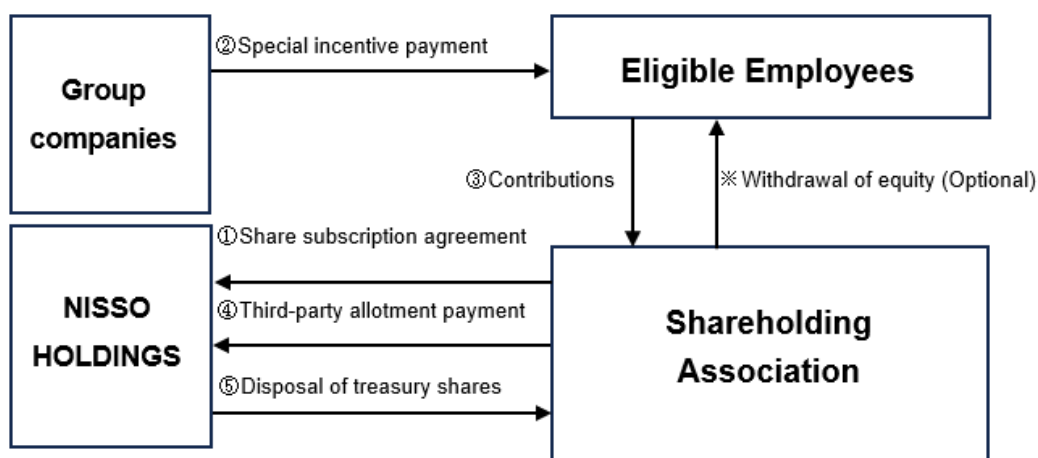 ②Special incentive payment
Group
companies
Eligible Employees
③Contributions
※ Withdrawal of equity (Optional)
①Share subscription agreement
NISSO
HOLDINGS
④Third-party allotment payment
Shareholding
Association
⑤Disposal of treasury shares